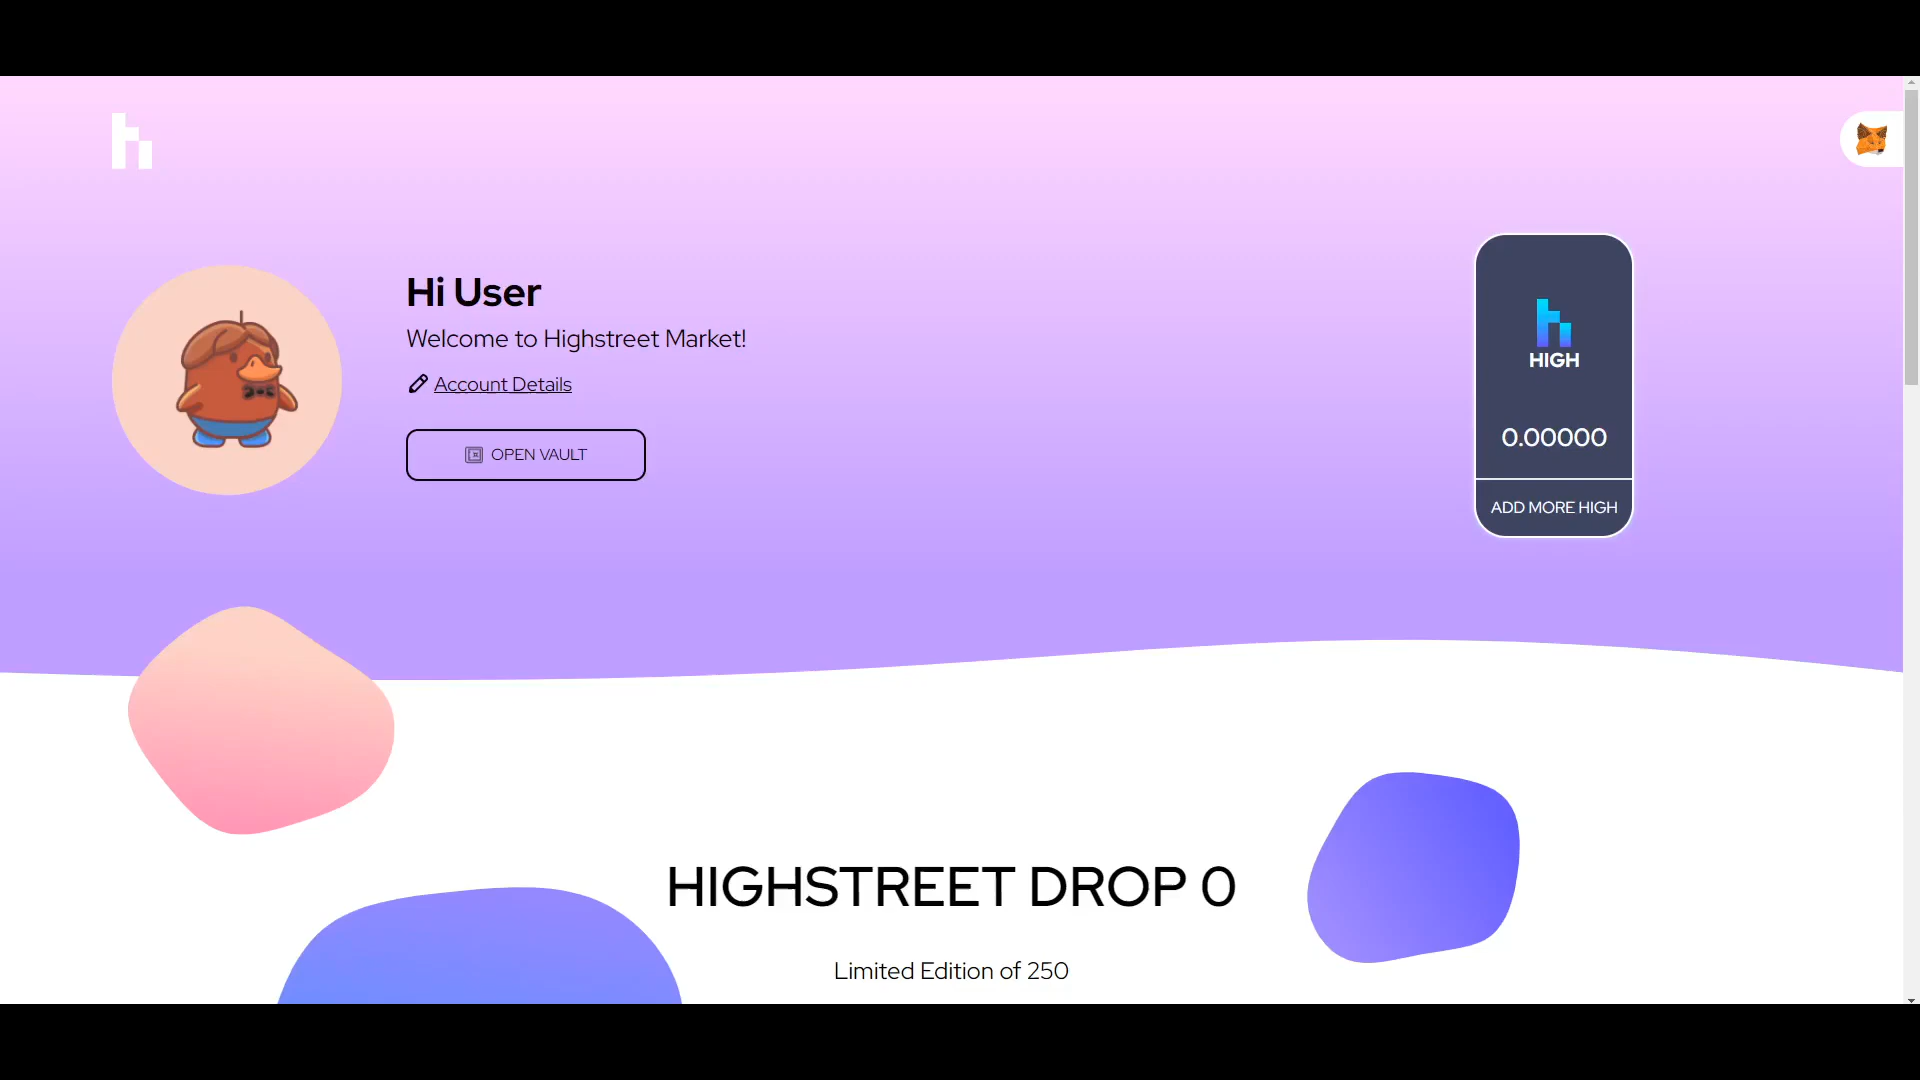 Hi User
Welcome to Highstreet Market!
Account Details
OPEN VAULT
HIGH
0.00000
ADD MORE HIGH
HIGHSTREET DROP 0
Limited Edition of 250